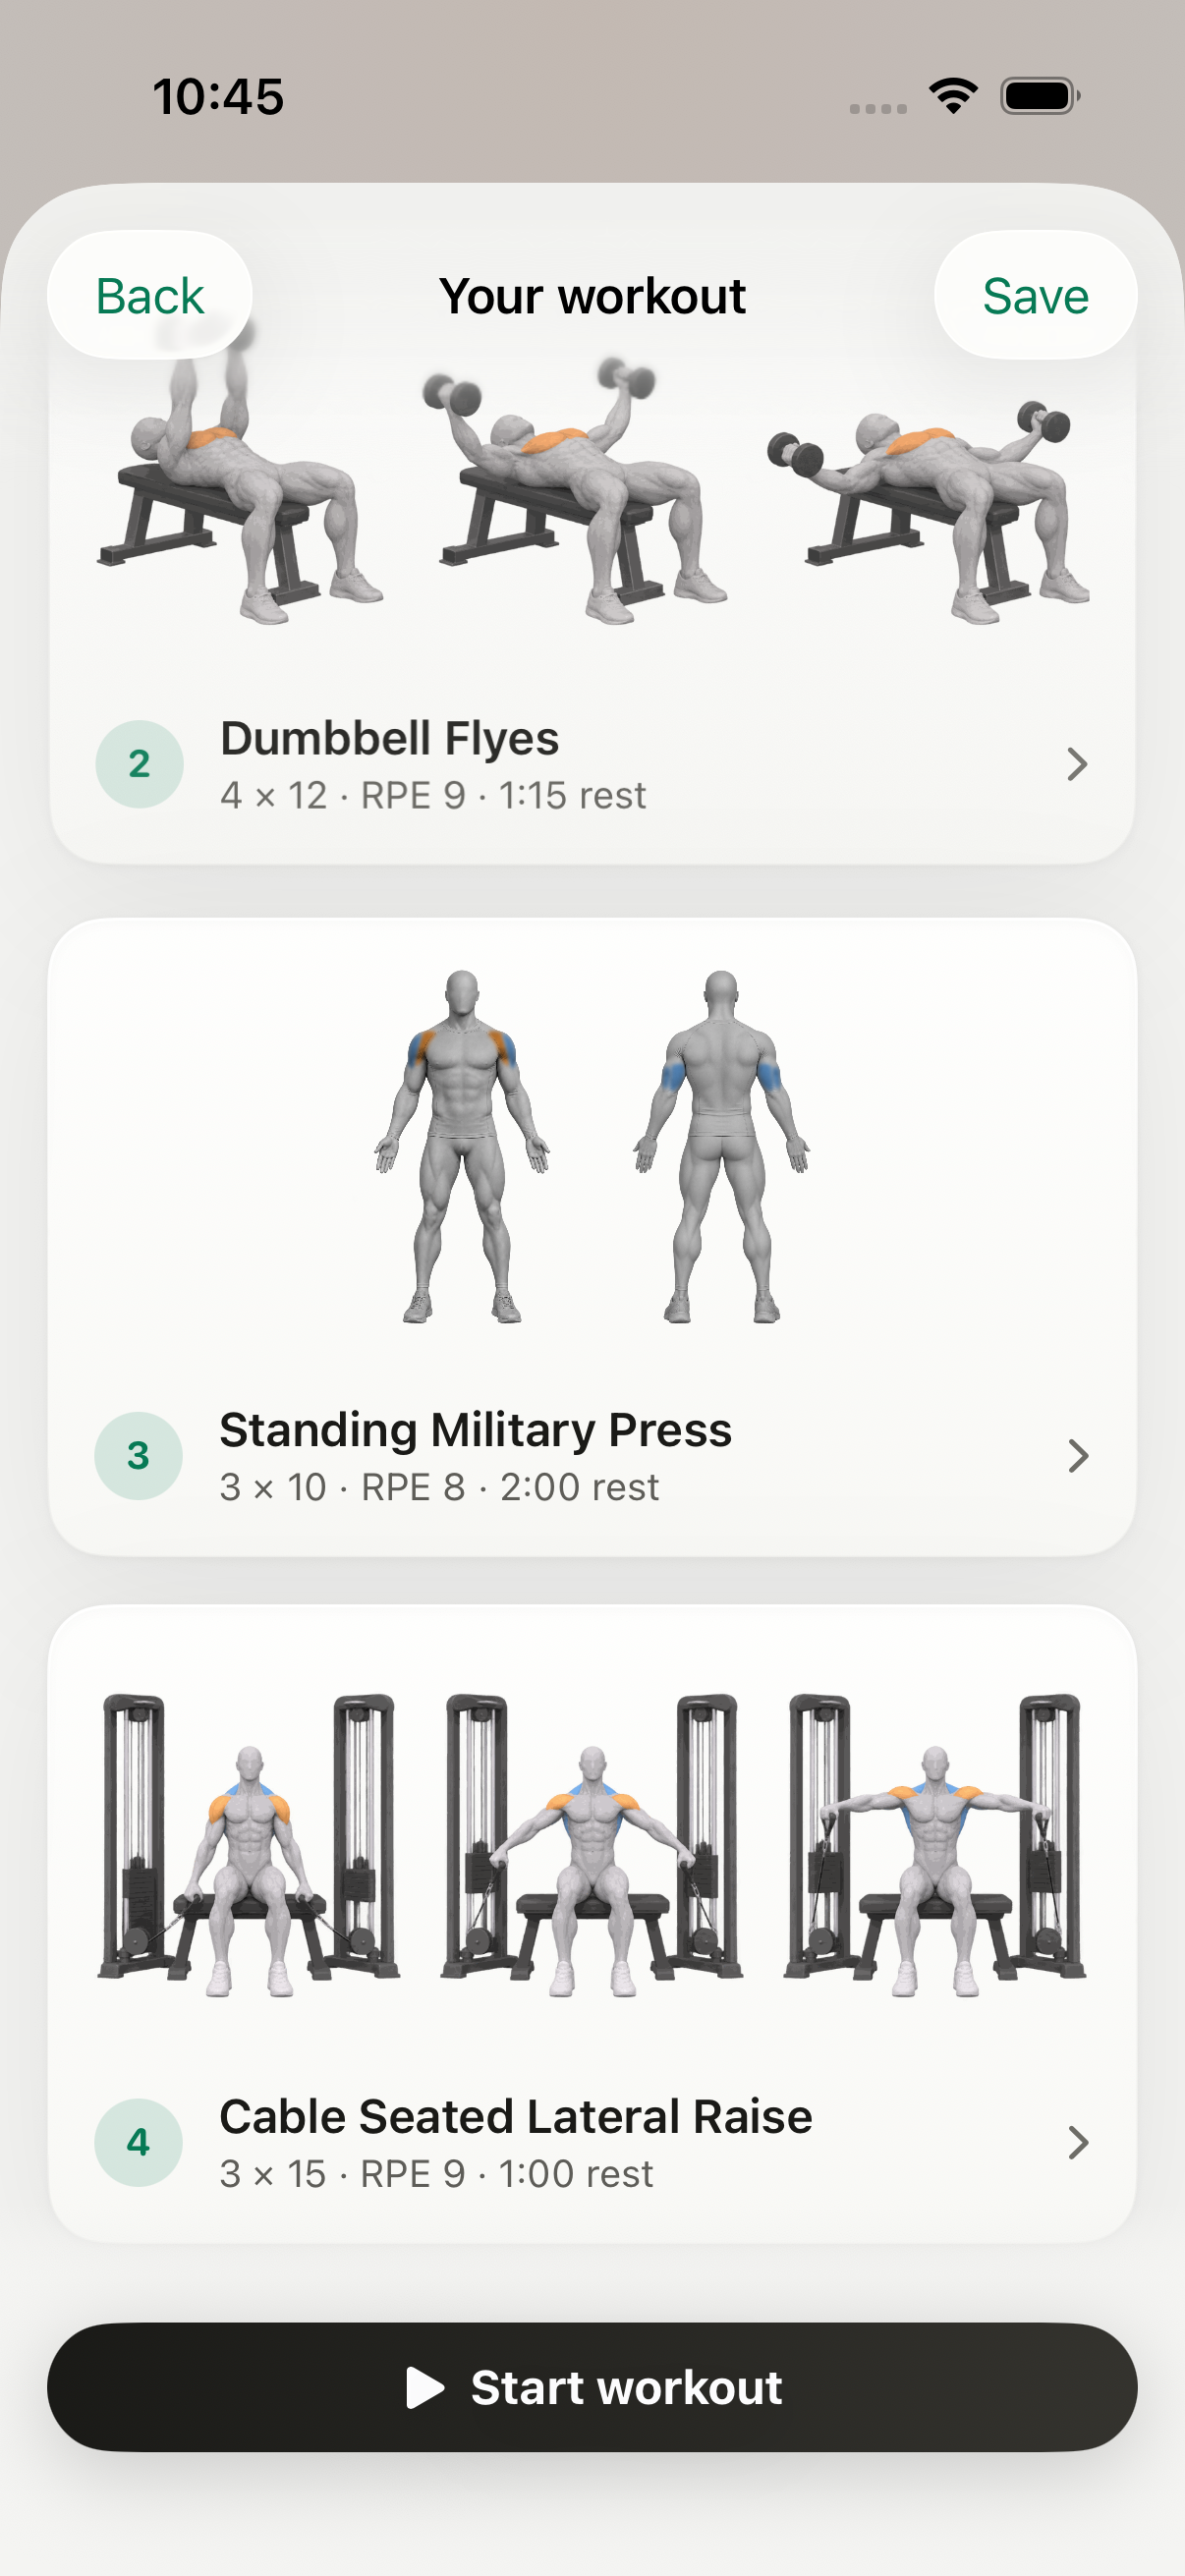 10:45
Back
Your workout
Save
2
Dumbbell Flyes
4 × 12 · RPE 9 · 1:15 rest
3
Standing Military Press
3 × 10 · RPE 8 · 2:00 rest
4
Cable Seated Lateral Raise
3 × 15 · RPE 9 · 1:00 rest
Start workout